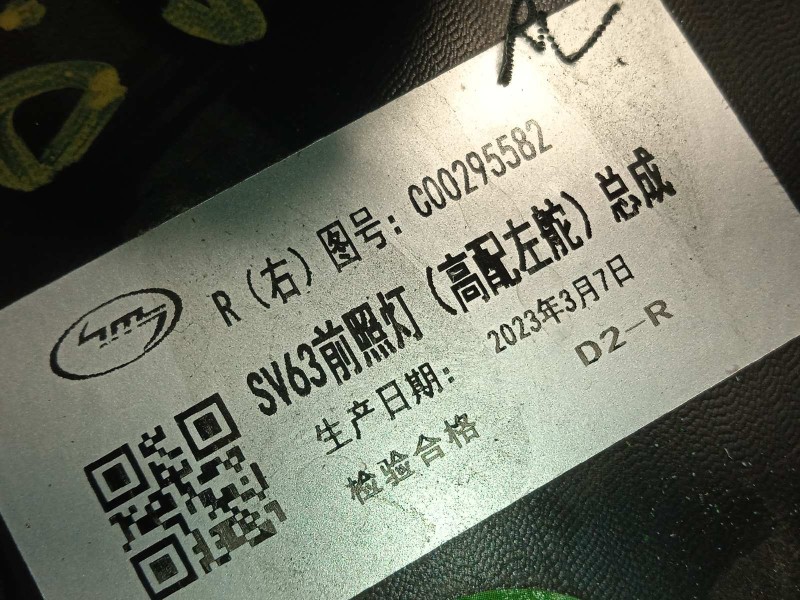 R（右）图号：C00295582
SV63前照灯（高配左舵）总成
生产日期： 2023年3月7日
检验合格 D2-R